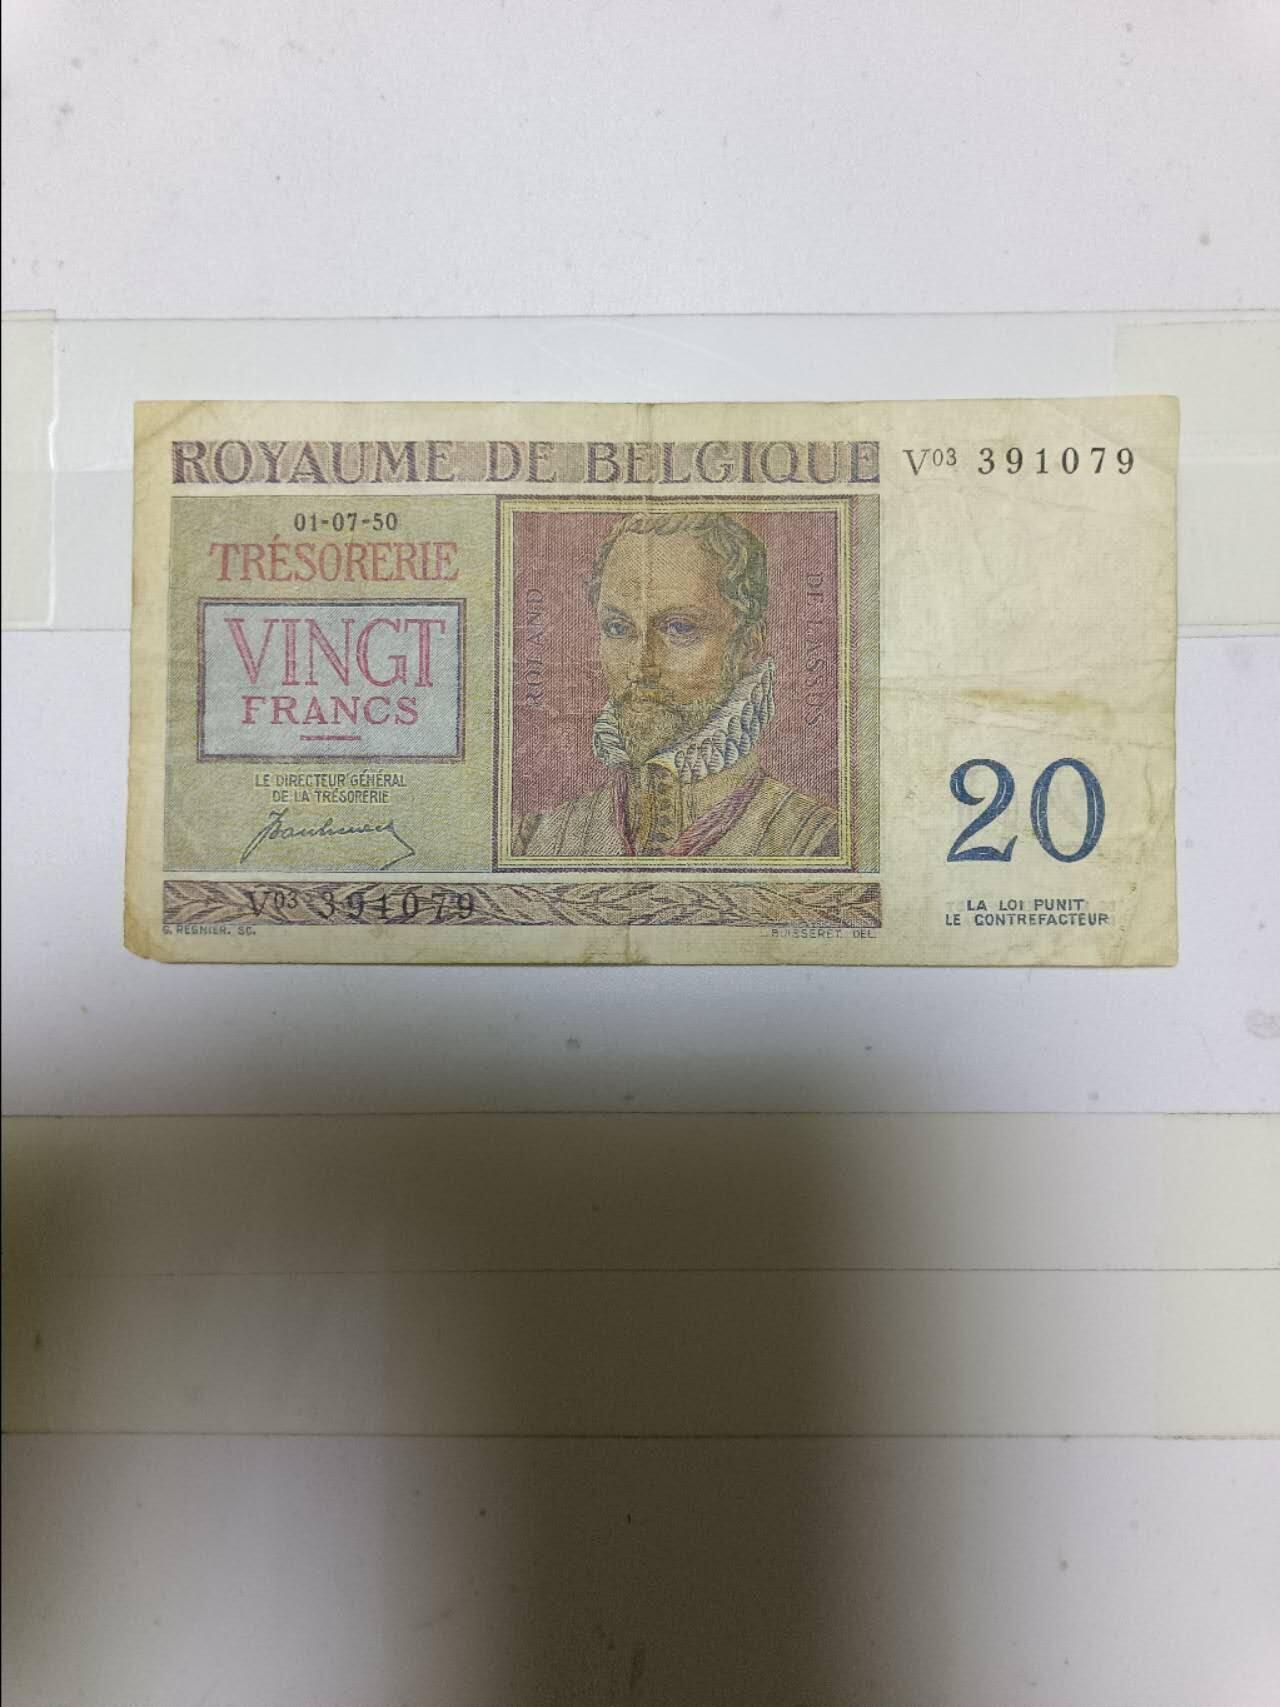 ROYAUME DE BELGIQUE
V03 391079
01-07-50
TRÉSORERIE
VINGT
FRANCS
ROLAND
DE LASSUS
LE DIRECTEUR GÉNÉRAL
DE LA TRÉSORERIE
20
V03 391079
LA LOI PUNIT
LE CONTREFACTEUR
G. REGNIER. SC.
L. BUISSERET. DEL.